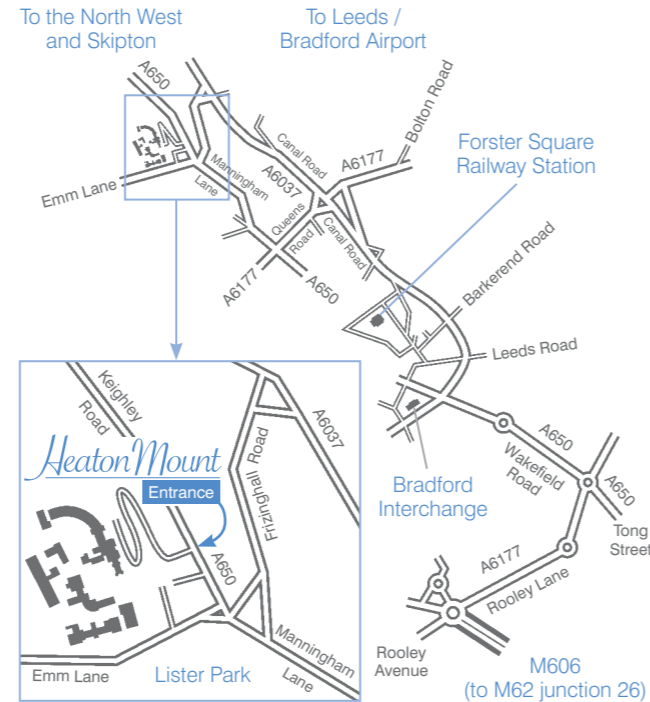 To the North West
and Skipton
To Leeds /
Bradford Airport
A650
Bolton Road
Canal Road
A6177
Forster Square
Railway Station
A6037
Manningham
Lane
Emm Lane
Queens
Road
Canal Road
A6177
A650
Barkerend Road
Leeds Road
Keighley
Road
A6037
Heaton Mount
Entrance
Frizinghall Road
A650
Emm Lane
Lister Park
Manningham
Lane
Bradford
Interchange
A650
Wakefield
Road
A650
Tong
Street
A6177
Rooley Lane
Rooley
Avenue
M606
(to M62 junction 26)